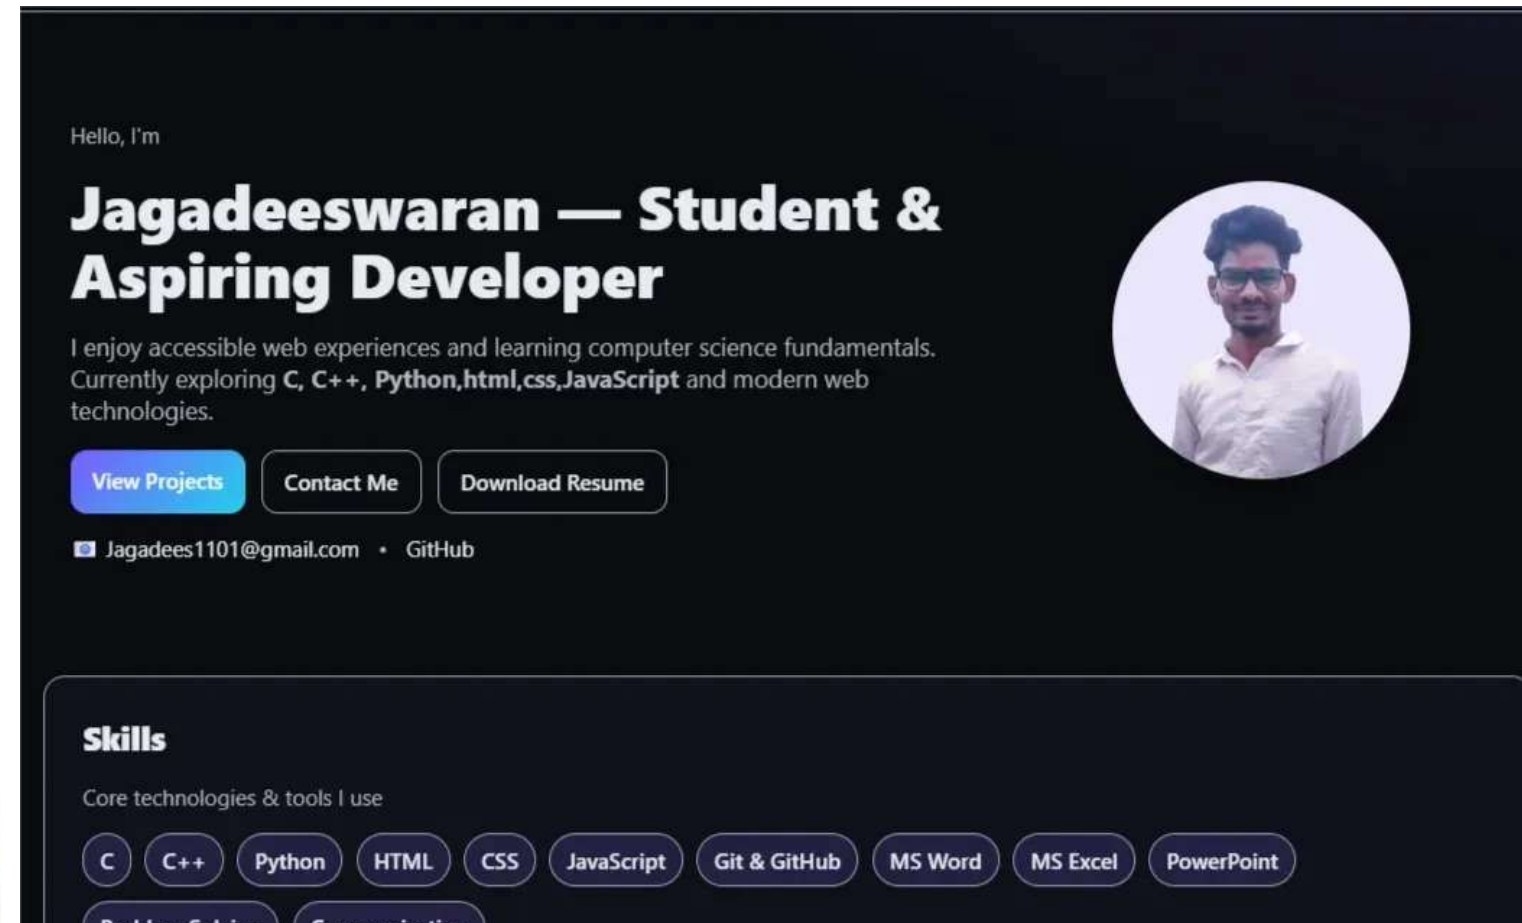 Hello, I'm
Jagadeeswaran — Student &
Aspiring Developer
I enjoy accessible web experiences and learning computer science fundamentals.
Currently exploring C, C++, Python,html,css,JavaScript and modern web
technologies.
View Projects Contact Me Download Resume
Jagadees1101@gmail.com • GitHub
Skills
Core technologies & tools I use
C C++ Python HTML CSS JavaScript Git & GitHub MS Word MS Excel PowerPoint